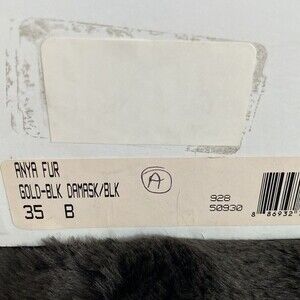 ANYA FUR
GOLD-BLK DAMASK/BLK
35 B
A
928
50930
8 86932